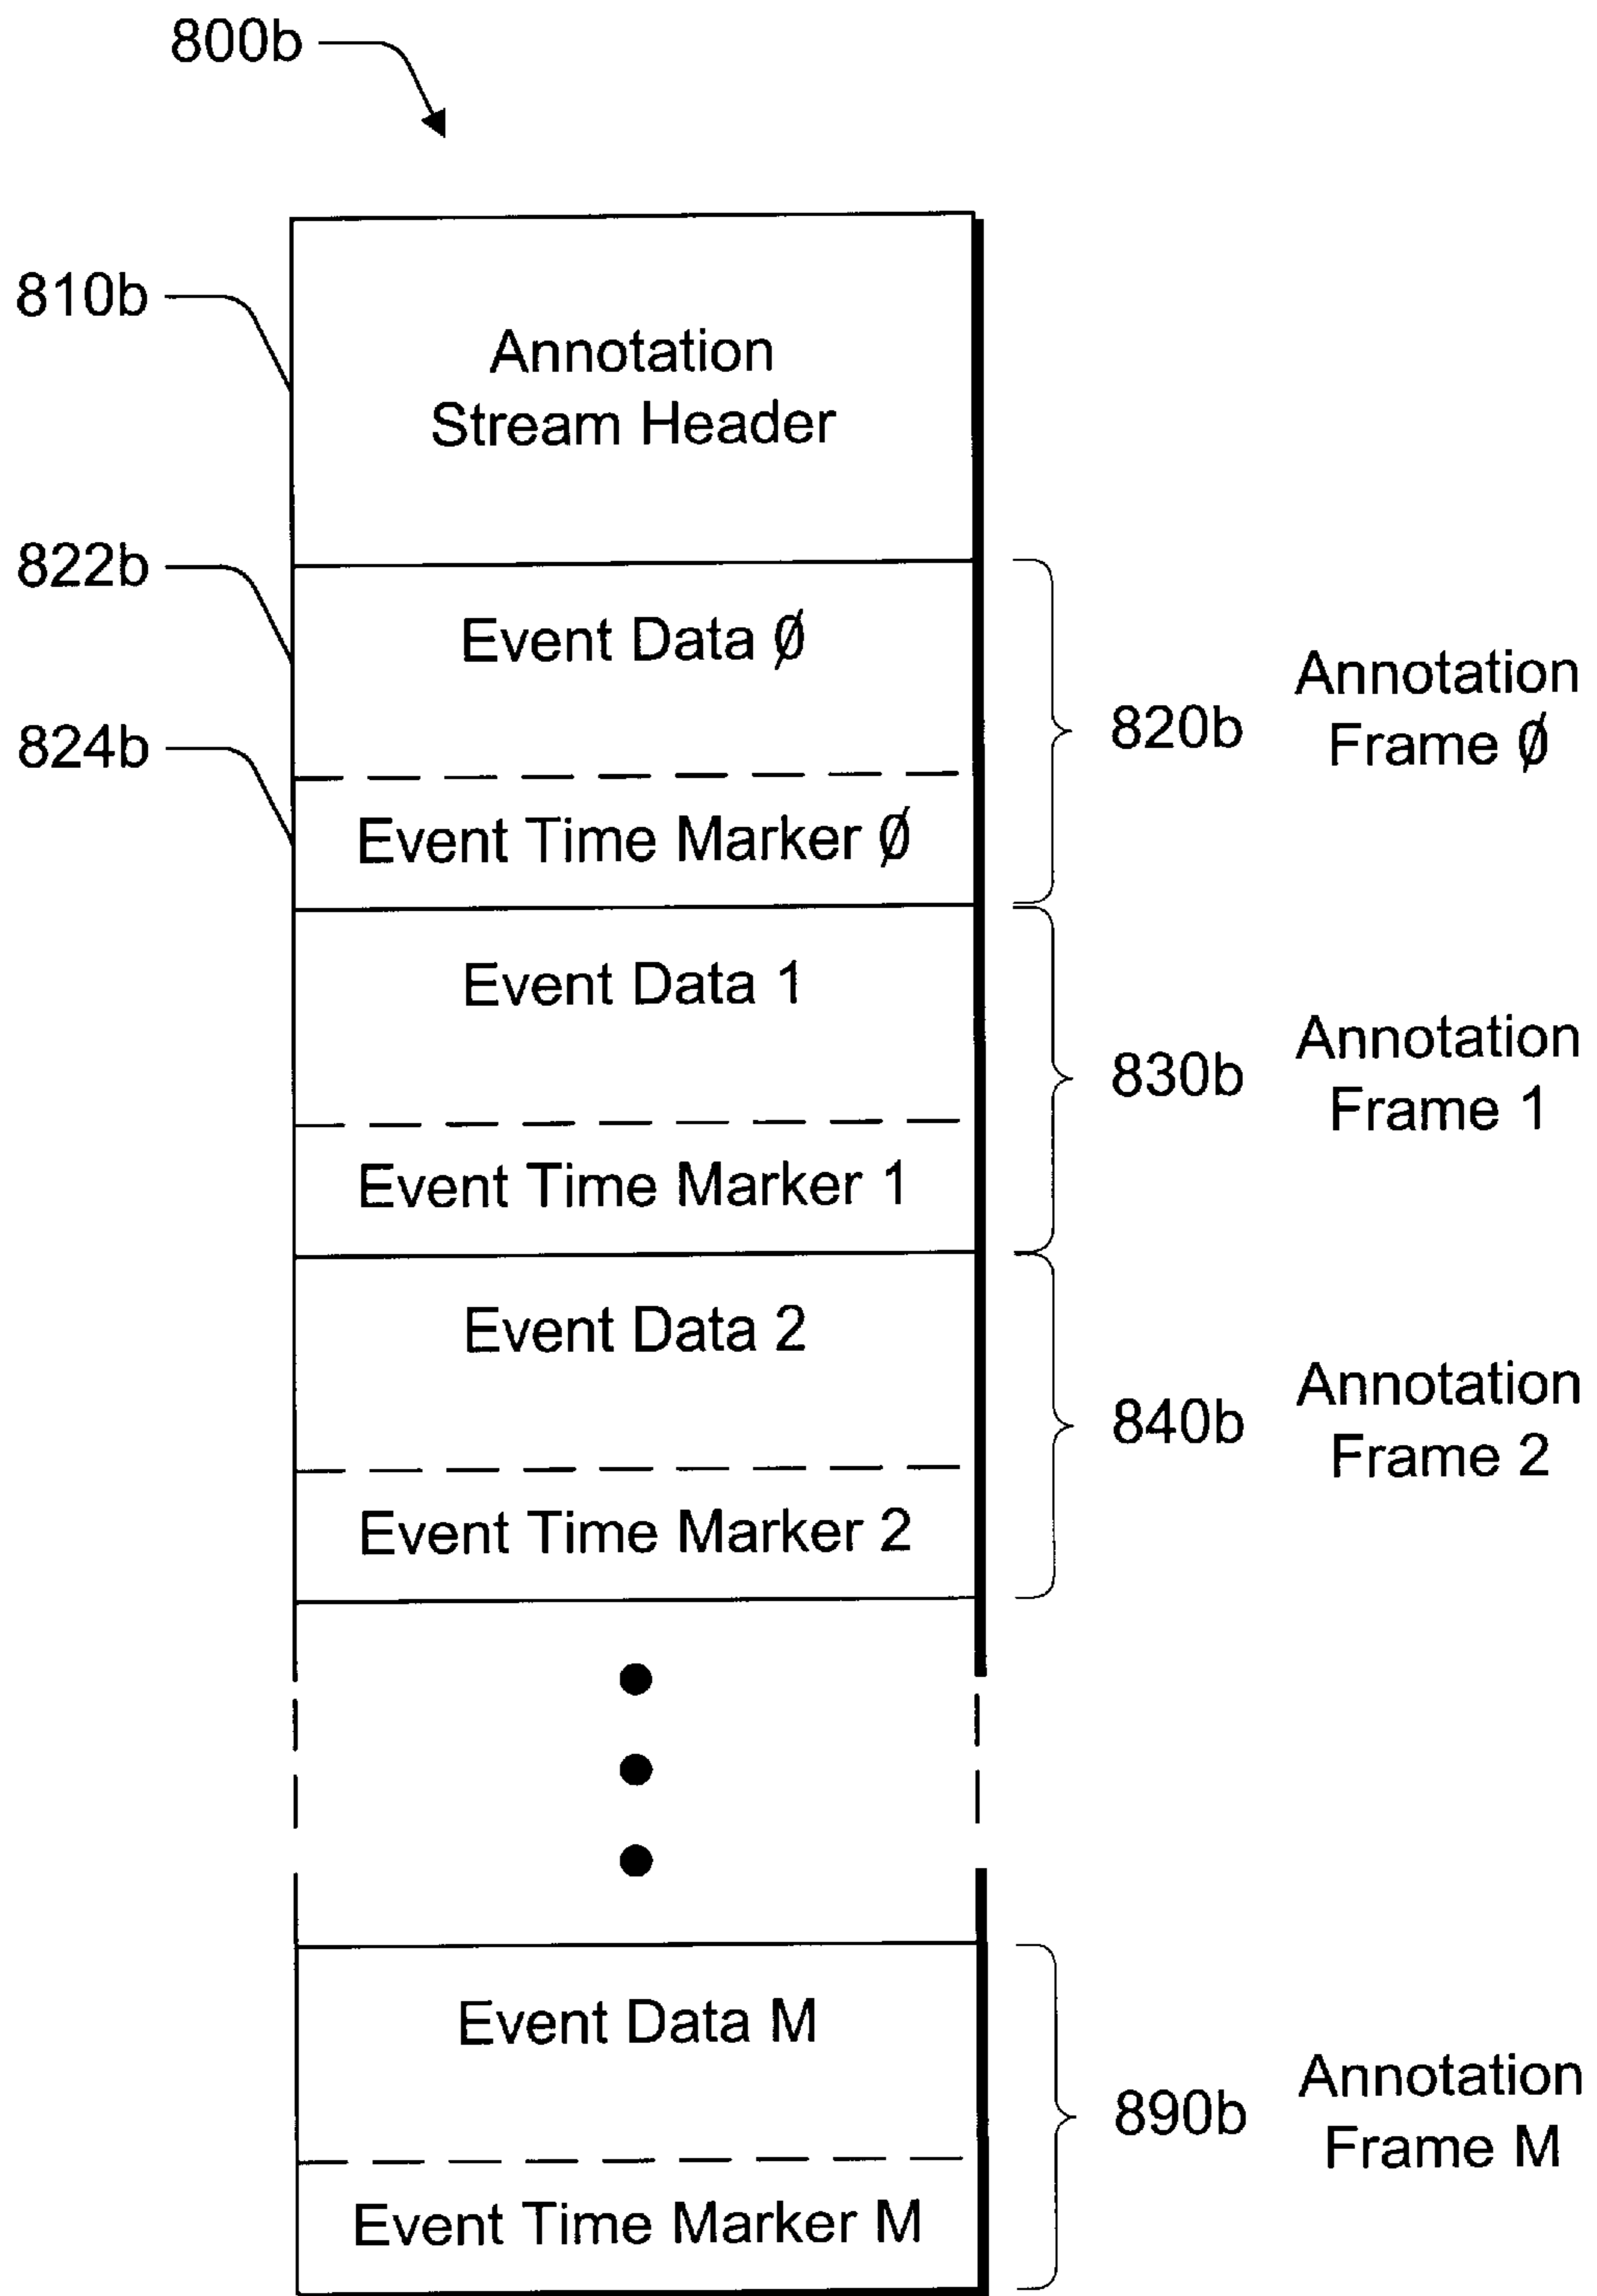 800b
810b
Annotation
Stream Header
822b
Event Data Ø
820b
Annotation
Frame Ø
824b
Event Time Marker Ø
Event Data 1
830b
Annotation
Frame 1
Event Time Marker 1
Event Data 2
840b
Annotation
Frame 2
Event Time Marker 2
Event Data M
890b
Annotation
Frame M
Event Time Marker M